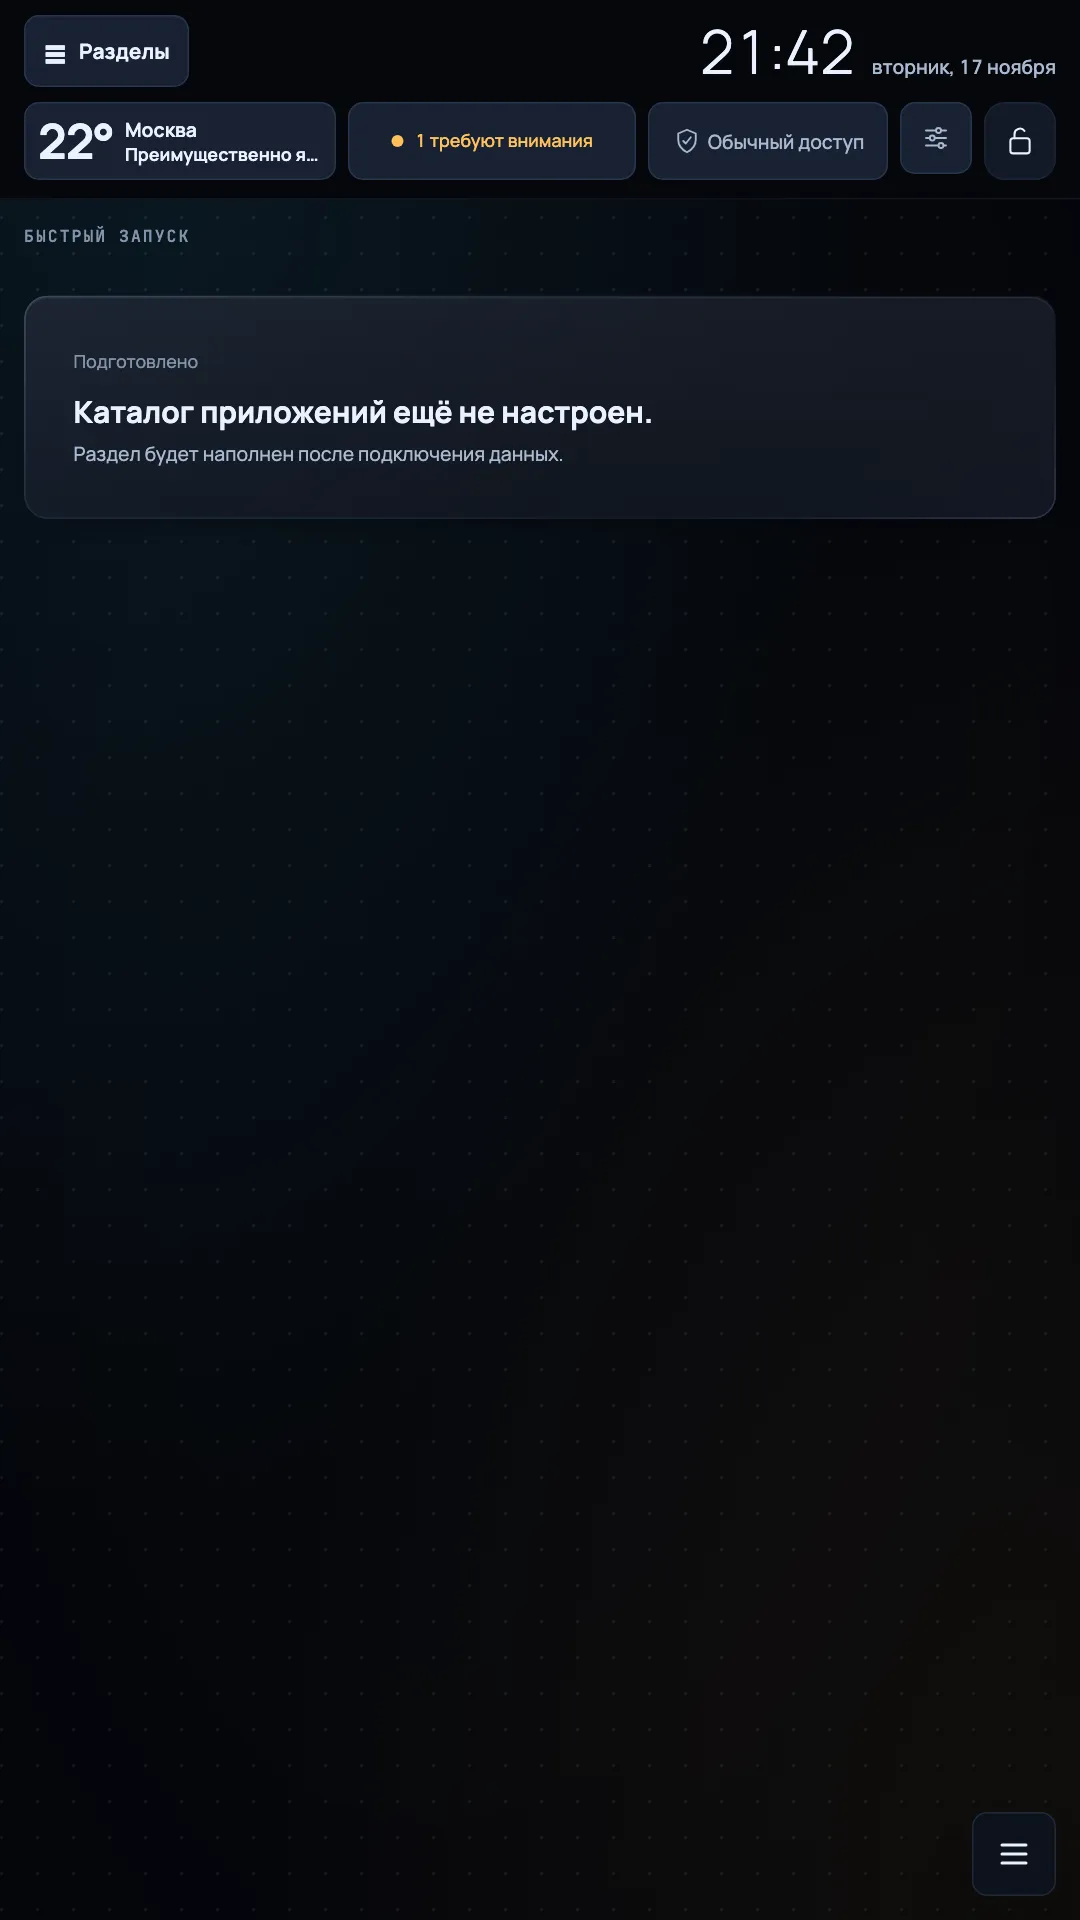 Разделы
21:42 вторник, 17 ноября
22° Москва
Преимущественно я...
1 требуют внимания
Обычный доступ
БЫСТРЫЙ ЗАПУСК
Подготовлено
Каталог приложений ещё не настроен.
Раздел будет наполнен после подключения данных.